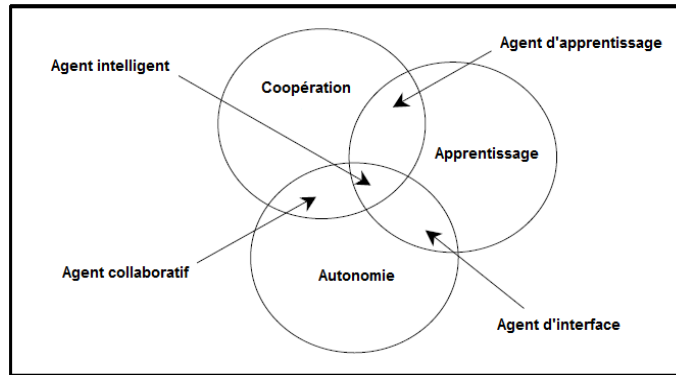 Agent d'apprentissage
Agent intelligent
Coopération
Apprentissage
Agent collaboratif
Autonomie
Agent d'interface